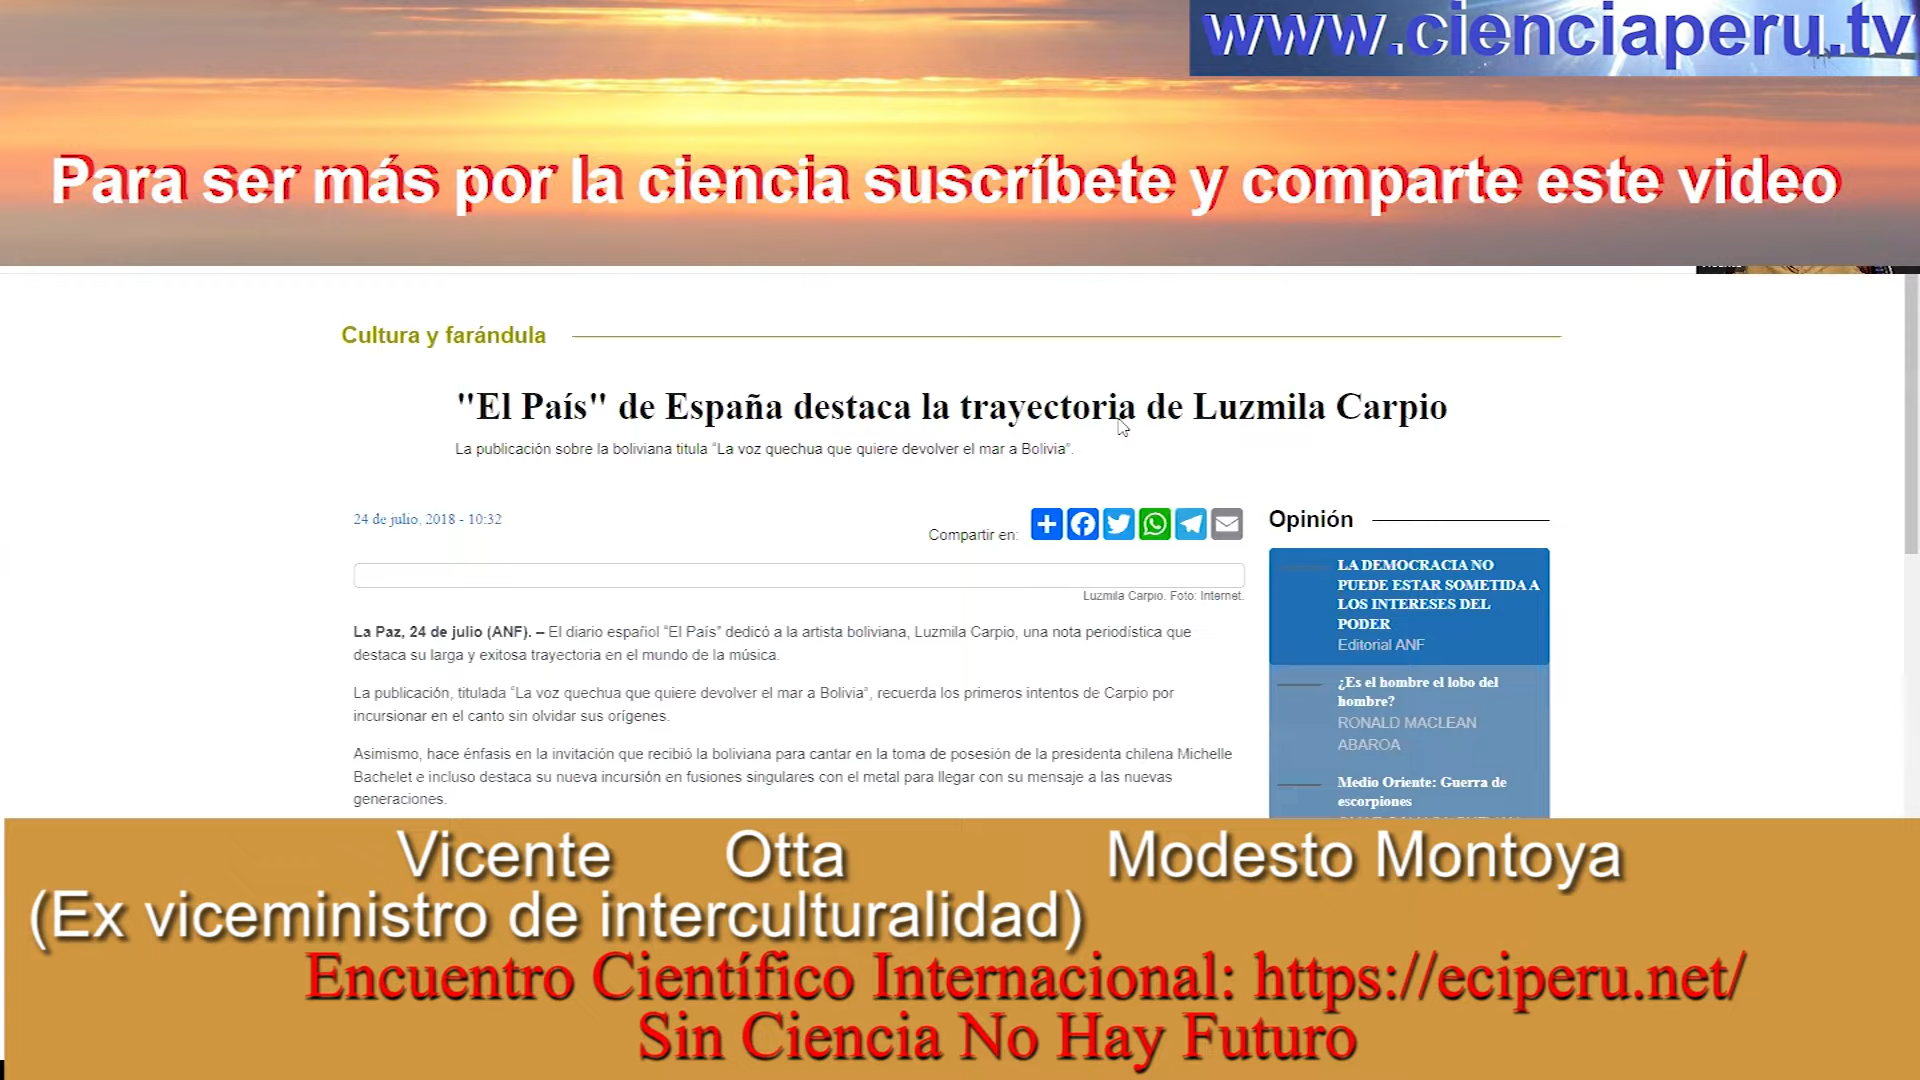 www.cienciaperu.tv
Para ser más por la ciencia suscríbete y comparte este video
Cultura y farándula
"El País" de España destaca la trayectoria de Luzmila Carpio
La publicación sobre la boliviana titula “La voz quechua que quiere devolver el mar a Bolivia”.
24 de julio, 2018 - 10:32
Compartir en:
Luzmila Carpio. Foto: Internet.
La Paz, 24 de julio (ANF). – El diario español “El País” dedicó a la artista boliviana, Luzmila Carpio, una nota periodística que
destaca su larga y exitosa trayectoria en el mundo de la música.
La publicación, titulada “La voz quechua que quiere devolver el mar a Bolivia”, recuerda los primeros intentos de Carpio por
incursionar en el canto sin olvidar sus orígenes.
Asimismo, hace énfasis en la invitación que recibió la boliviana para cantar en la toma de posesión de la presidenta chilena Michelle
Bachelet e incluso destaca su nueva incursión en fusiones singulares con el metal para llegar con su mensaje a las nuevas
generaciones.
Opinión
LA DEMOCRACIA NO
PUEDE ESTAR SOMETIDA A
LOS INTERESES DEL
PODER
Editorial ANF
¿Es el hombre el lobo del
hombre?
RONALD MACLEAN
ABAROA
Medio Oriente: Guerra de
escorpiones
Vicente Otta Modesto Montoya
(Ex viceministro de interculturalidad)
Encuentro Científico Internacional: https://eciperu.net/
Sin Ciencia No Hay Futuro